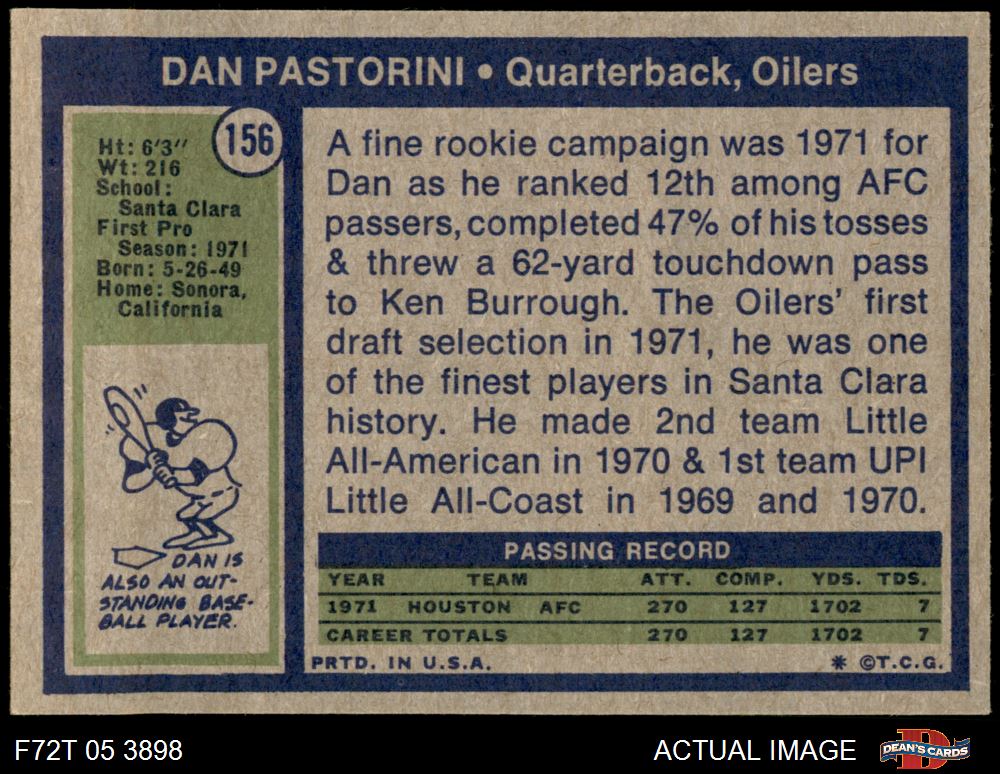 DAN PASTORINI • Quarterback, Oilers
156
Ht: 6'3"
Wt: 216
School:
Santa Clara
First Pro
Season: 1971
Born: 5-26-49
Home: Sonora,
California
DAN IS
ALSO AN OUT-
STANDING BASE-
BALL PLAYER.
A fine rookie campaign was 1971 for
Dan as he ranked 12th among AFC
passers, completed 47% of his tosses
& threw a 62-yard touchdown pass
to Ken Burrough. The Oilers' first
draft selection in 1971, he was one
of the finest players in Santa Clara
history. He made 2nd team Little
All-American in 1970 & 1st team UPI
Little All-Coast in 1969 and 1970.
PASSING RECORD
YEAR TEAM ATT. COMP. YDS. TDS.
1971 HOUSTON AFC 270 127 1702 7
CAREER TOTALS 270 127 1702 7
PRTD. IN U.S.A. * ©T.C.G.
F72T 05 3898 ACTUAL IMAGE DEAN'S CARDS